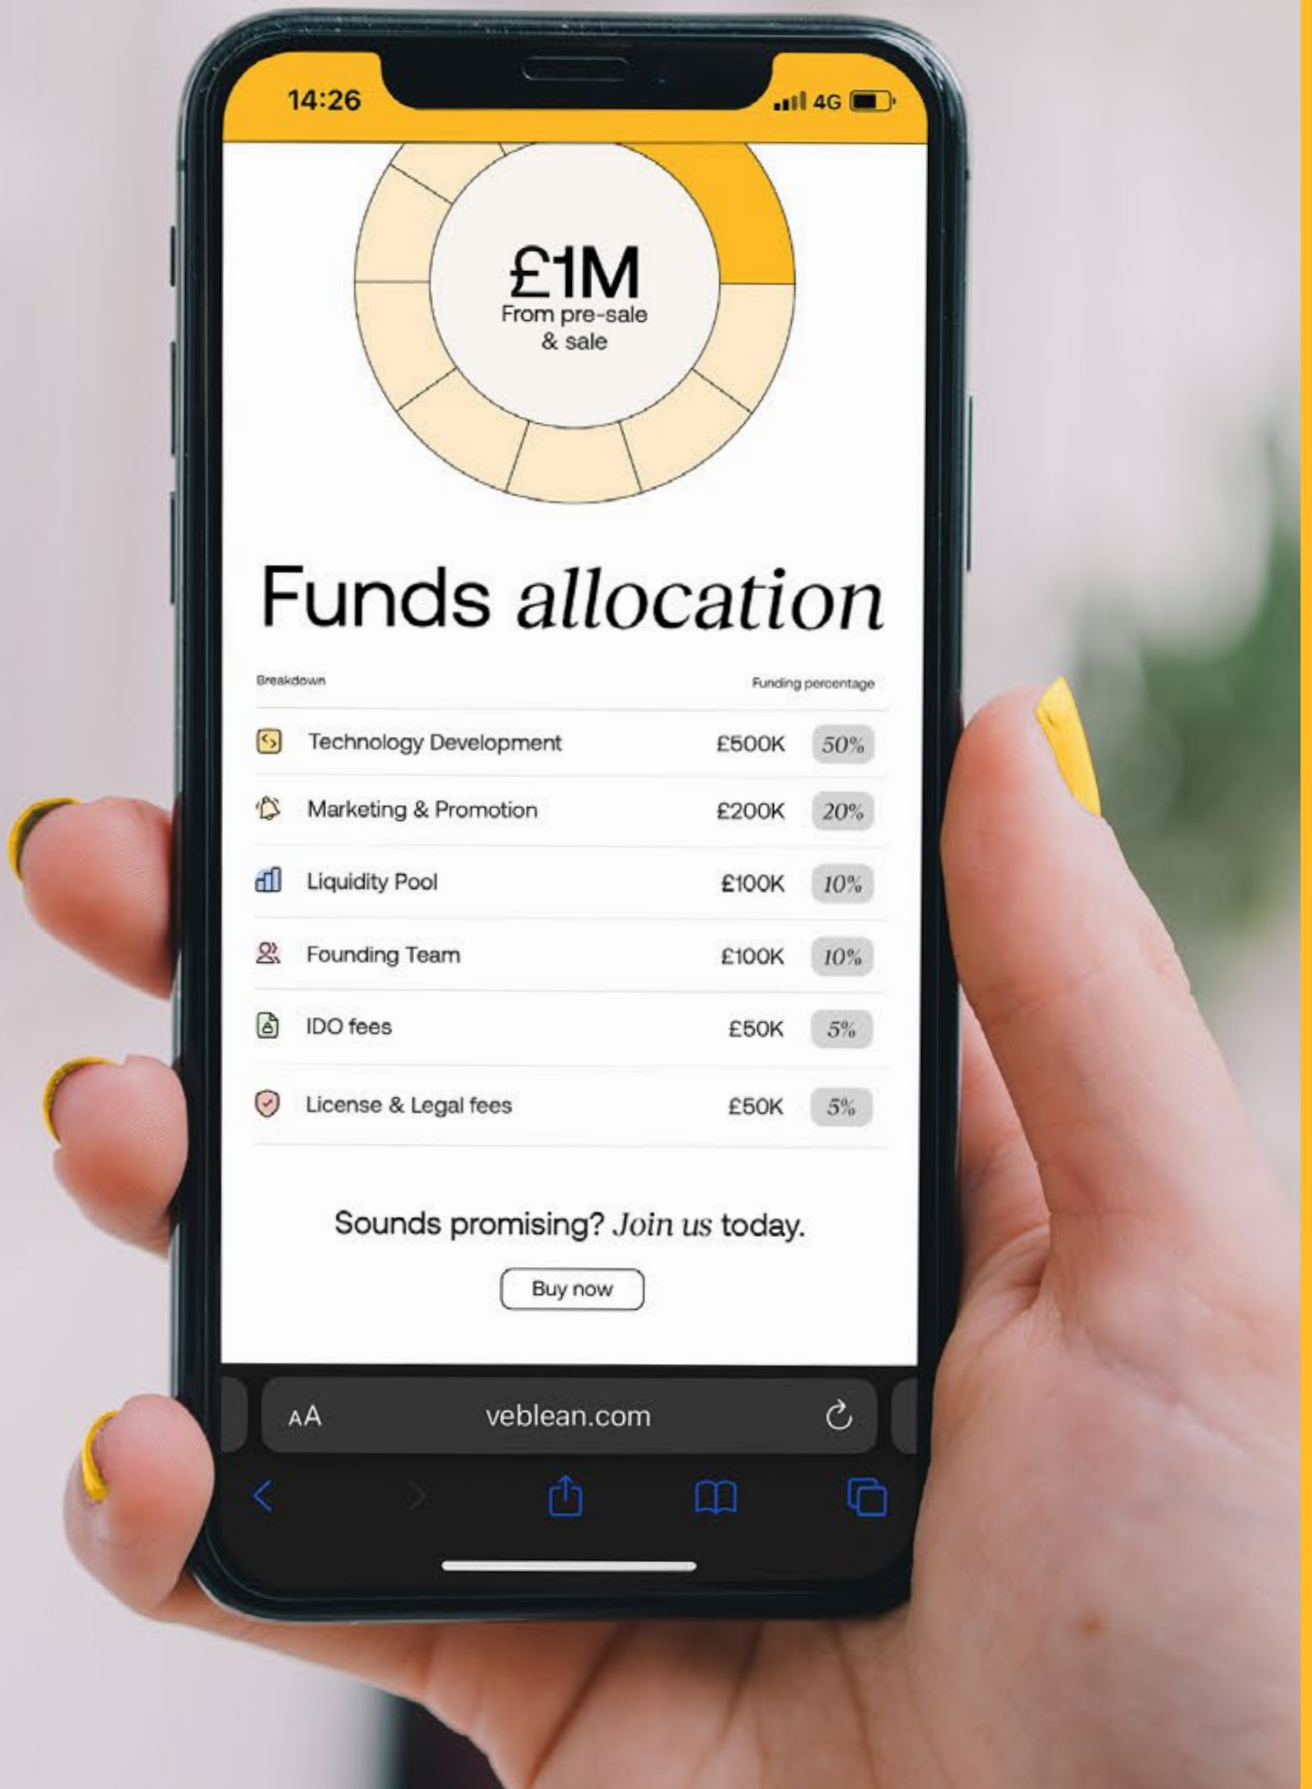 14:26
4G
£1M
From pre-sale
& sale
Funds allocation
Breakdown Funding percentage
Technology Development £500K 50%
Marketing & Promotion £200K 20%
Liquidity Pool £100K 10%
Founding Team £100K 10%
IDO fees £50K 5%
License & Legal fees £50K 5%
Sounds promising? Join us today.
Buy now
AA veblean.com